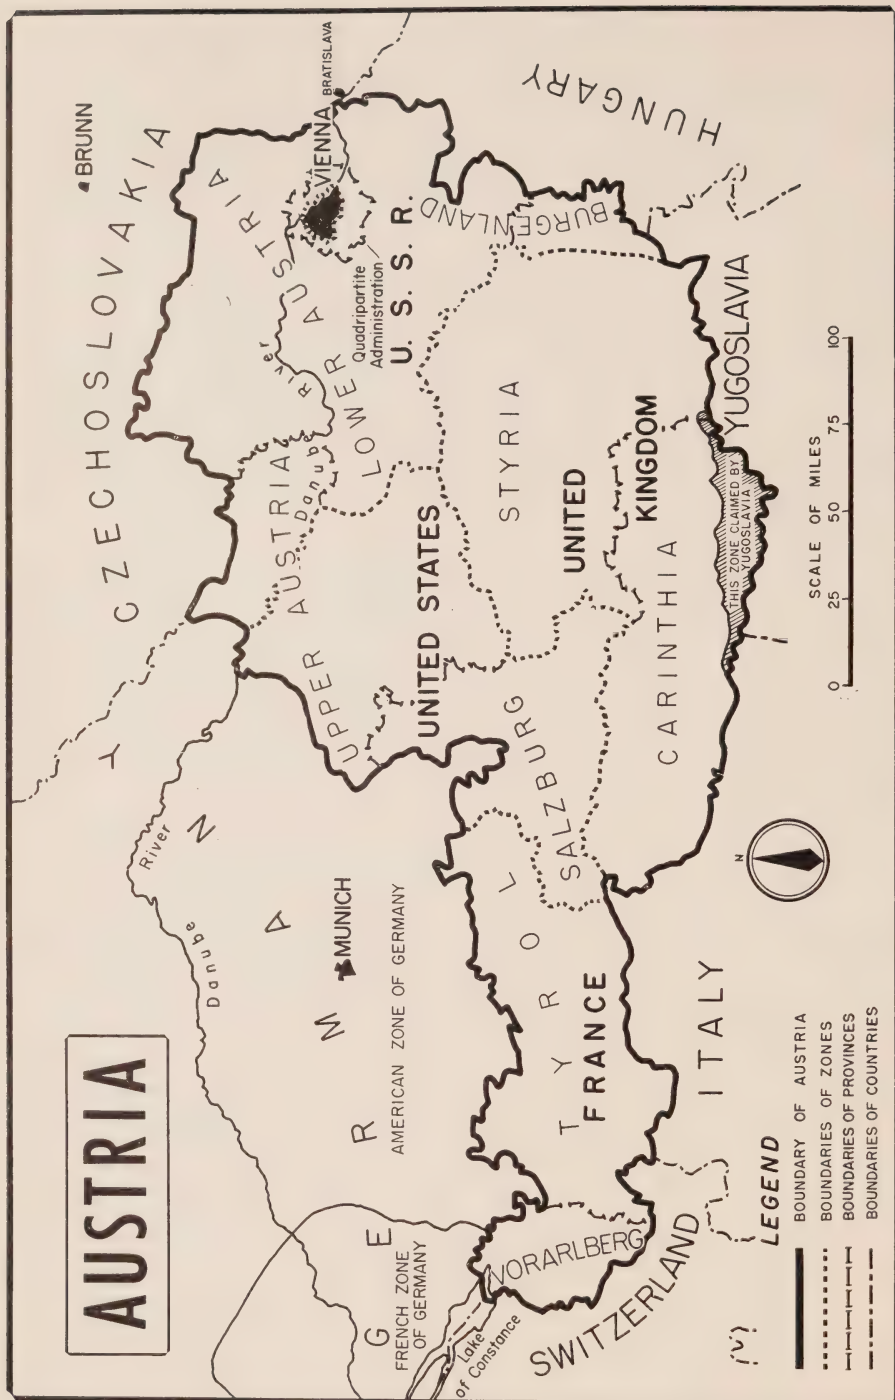 AUSTRIA
CZECHOSLOVAKIA
BRUNN
BRATISLAVA
VIENNA
HUNGARY
GERMANY
Danube
River
MUNICH
AMERICAN ZONE OF GERMANY
FRENCH ZONE
OF GERMANY
Lake
of Constance
UPPER
AUSTRIA
Danube
River
LOWER
AUSTRIA
River
Quadripartite
Administration
U. S. S. R.
BURGENLAND
UNITED STATES
SALZBURG
STYRIA
UNITED
KINGDOM
CARINTHIA
THIS ZONE CLAIMED BY
YUGOSLAVIA
YUGOSLAVIA
TYROL
FRANCE
VORARLBERG
SWITZERLAND
ITALY
N
SCALE OF MILES
0 25 50 75 100
LEGEND
BOUNDARY OF AUSTRIA
BOUNDARIES OF ZONES
BOUNDARIES OF PROVINCES
BOUNDARIES OF COUNTRIES